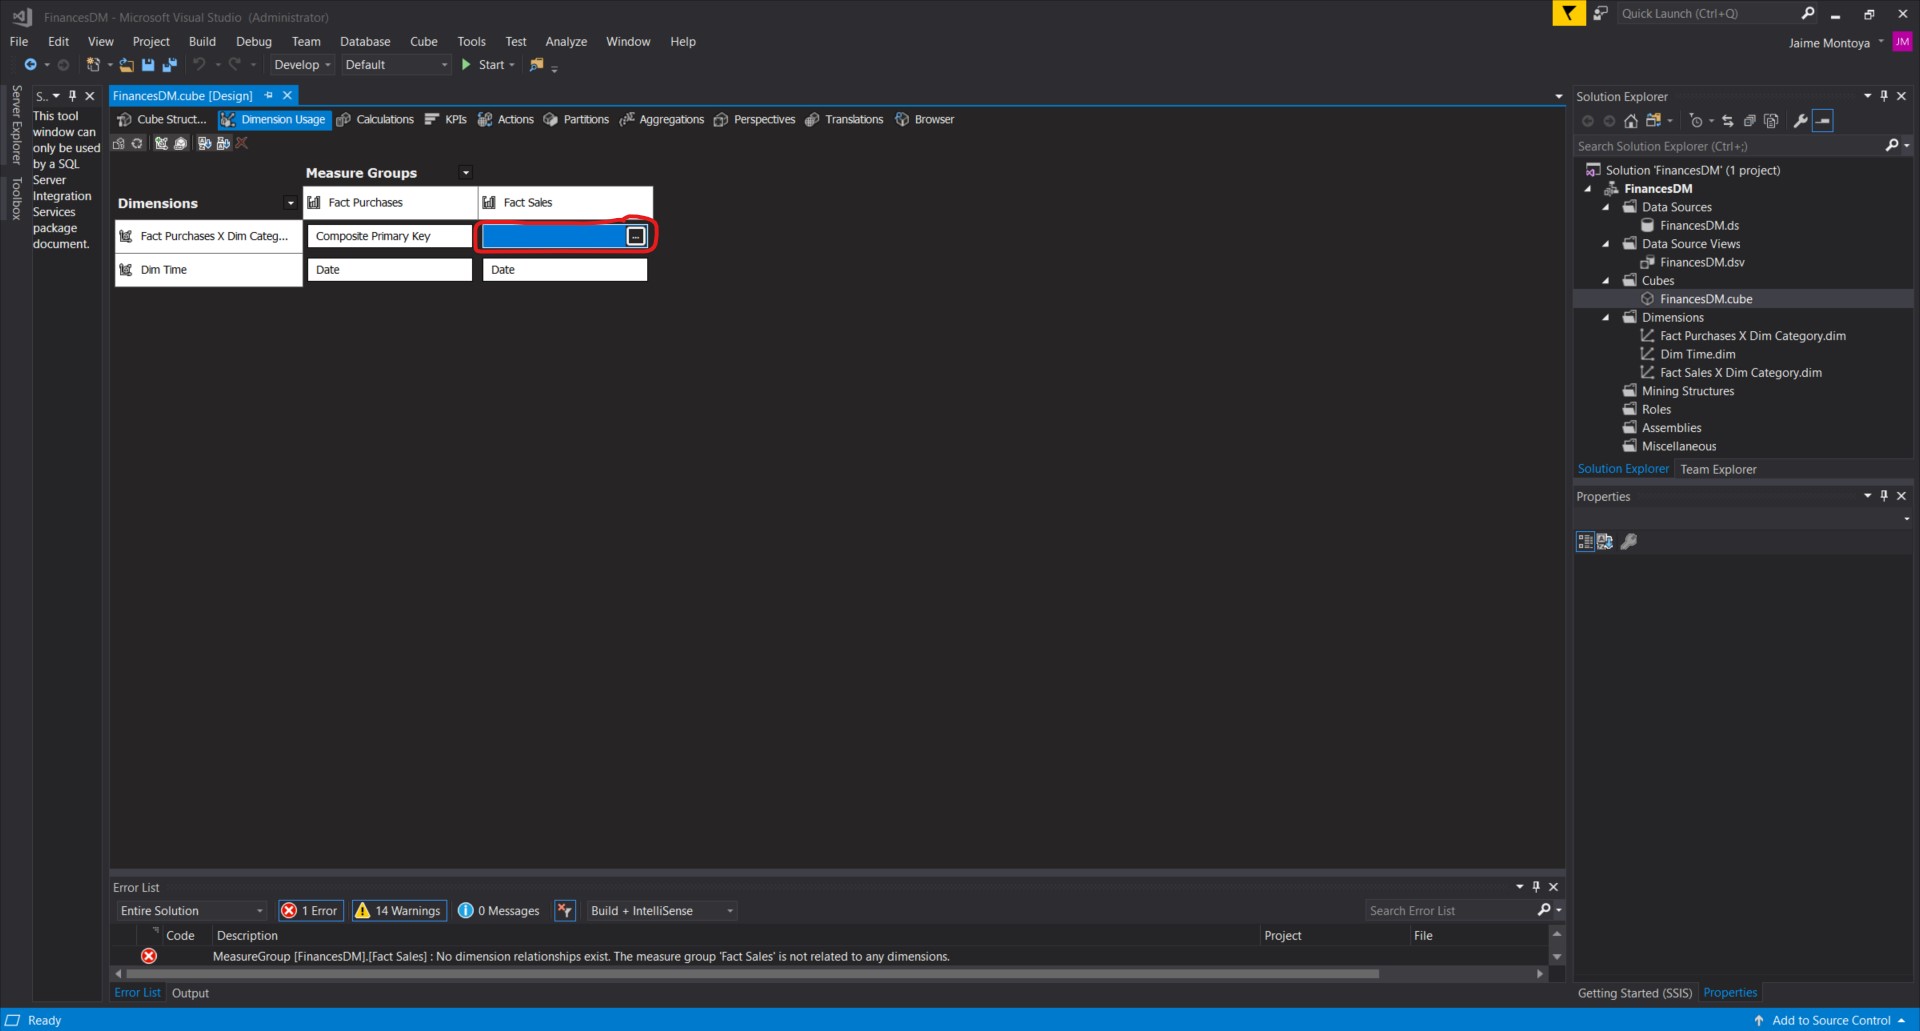 FinancesDM - Microsoft Visual Studio (Administrator)
Quick Launch (Ctrl+Q)
File Edit View Project Build Debug Team Database Cube Tools Test Analyze Window Help
Jaime Montoya JM
Develop Default Start
Server Explorer
Toolbox
S..
This tool
window can
only be used
by a SQL
Server
Integration
Services
package
document.
FinancesDM.cube [Design]
Cube Struct... Dimension Usage Calculations KPIs Actions Partitions Aggregations Perspectives Translations Browser
Measure Groups
Dimensions Fact Purchases Fact Sales
Fact Purchases X Dim Categ... Composite Primary Key ...
Dim Time Date Date
Solution Explorer
Search Solution Explorer (Ctrl+;)
Solution 'FinancesDM' (1 project)
FinancesDM
Data Sources
FinancesDM.ds
Data Source Views
FinancesDM.dsv
Cubes
FinancesDM.cube
Dimensions
Fact Purchases X Dim Category.dim
Dim Time.dim
Fact Sales X Dim Category.dim
Mining Structures
Roles
Assemblies
Miscellaneous
Solution Explorer Team Explorer
Properties
Error List
Entire Solution 1 Error 14 Warnings 0 Messages Build + IntelliSense Search Error List
Code Description Project File
MeasureGroup [FinancesDM].[Fact Sales] : No dimension relationships exist. The measure group 'Fact Sales' is not related to any dimensions.
Error List Output
Getting Started (SSIS) Properties
Ready
Add to Source Control